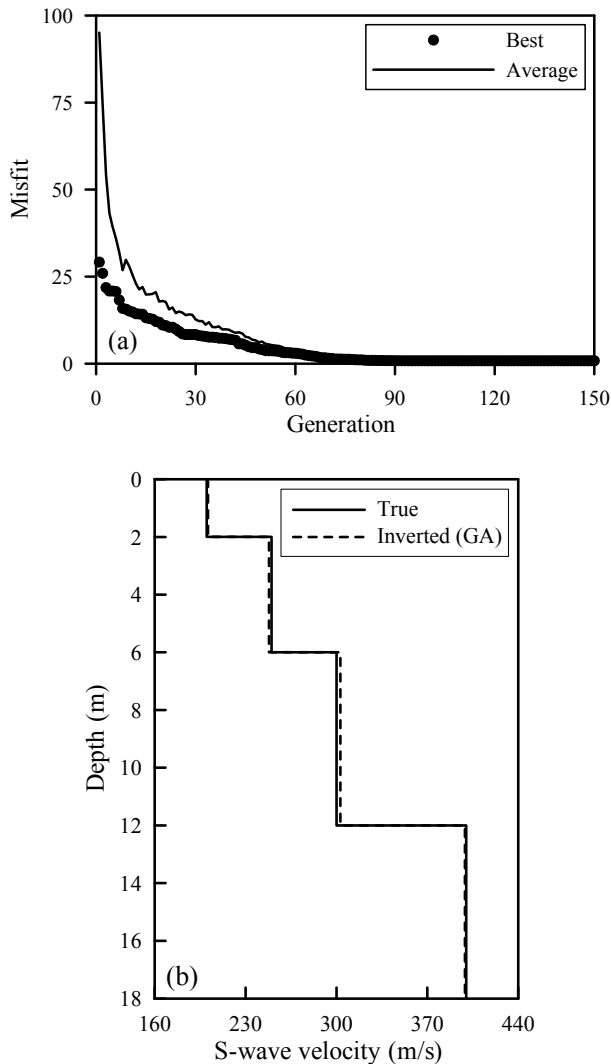 100
Best
Average
75
Misfit
50
25
(a)
0
0 30 60 90 120 150
Generation
0
True
Inverted (GA)
2
4
6
8
Depth (m)
10
12
14
16
(b)
18
160 230 300 370 440
S-wave velocity (m/s)